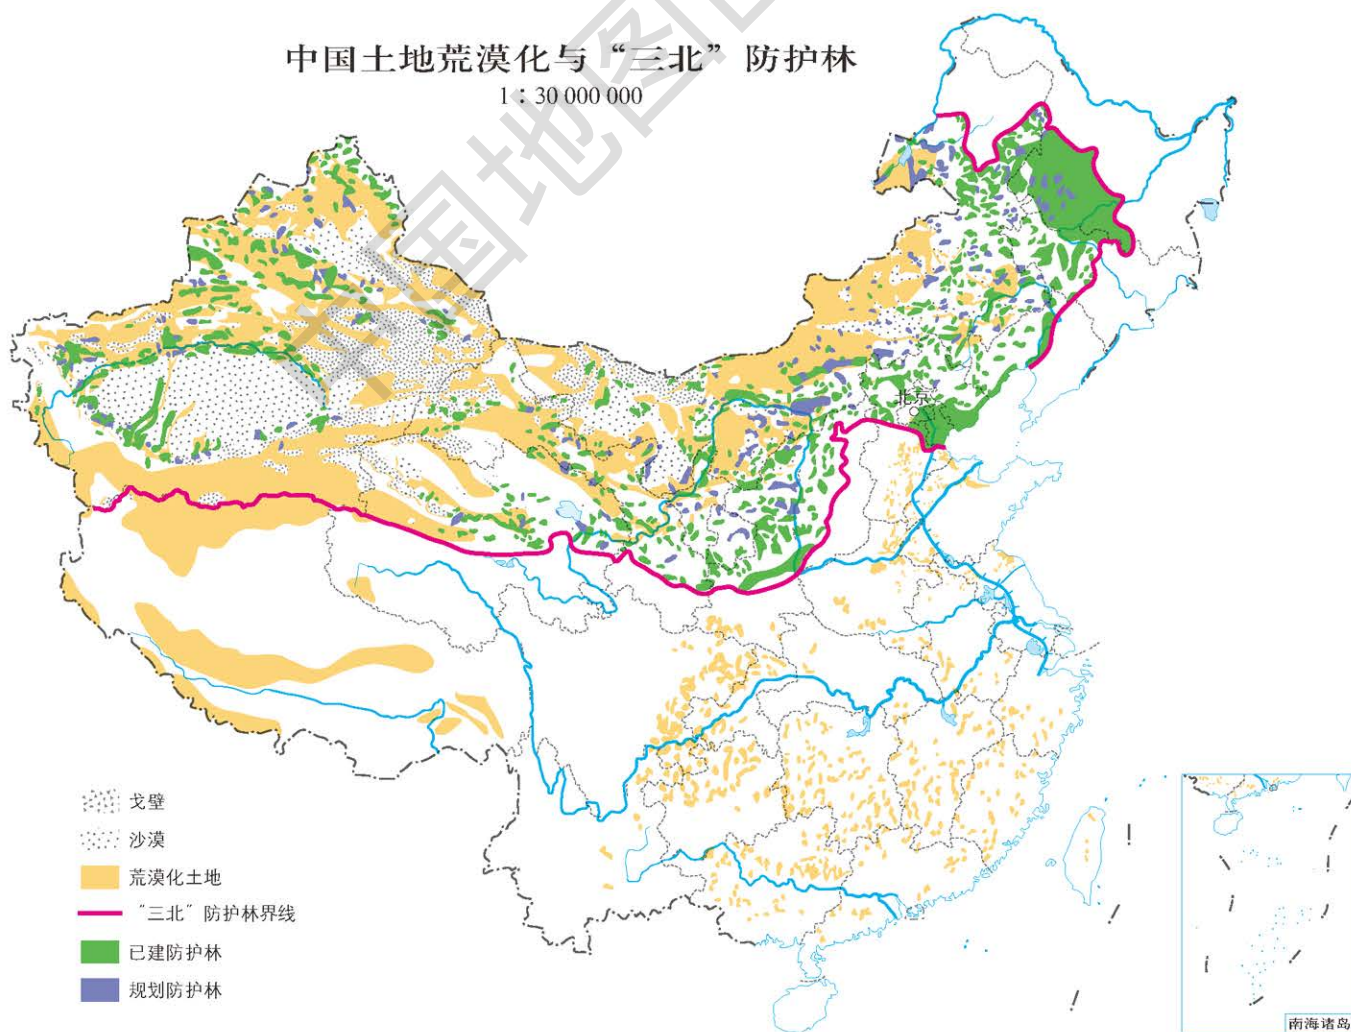 中国土地荒漠化与“三北”防护林
1︰30 000 000
北京
戈壁
沙漠
荒漠化土地
“三北”防护林界线
已建防护林
规划防护林
南海诸岛